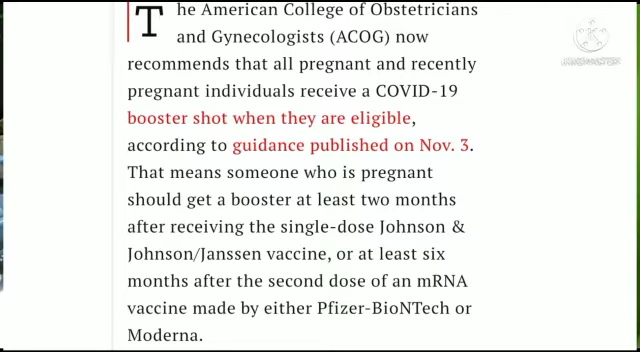 The American College of Obstetricians
and Gynecologists (ACOG) now
recommends that all pregnant and recently
pregnant individuals receive a COVID-19
booster shot when they are eligible,
according to guidance published on Nov. 3.
That means someone who is pregnant
should get a booster at least two months
after receiving the single-dose Johnson &
Johnson/Janssen vaccine, or at least six
months after the second dose of an mRNA
vaccine made by either Pfizer-BioNTech or
Moderna.